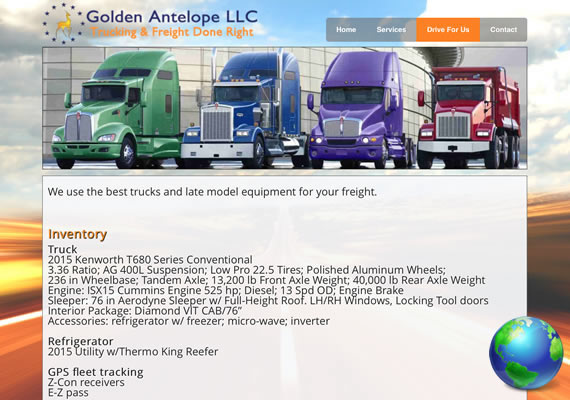 Golden Antelope LLC
Trucking & Freight Done Right
Home Services Drive For Us Contact
We use the best trucks and late model equipment for your freight.
Inventory
Truck
2015 Kenworth T680 Series Conventional
3.36 Ratio; AG 400L Suspension; Low Pro 22.5 Tires; Polished Aluminum Wheels;
236 in Wheelbase; Tandem Axle; 13,200 lb Front Axle Weight; 40,000 lb Rear Axle Weight
Engine: ISX15 Cummins Engine 525 hp; Diesel; 13 Spd OD; Engine Brake
Sleeper: 76 in Aerodyne Sleeper w/ Full-Height Roof. LH/RH Windows, Locking Tool doors
Interior Package: Diamond VIT CAB/76”
Accessories: refrigerator w/ freezer; micro-wave; inverter
Refrigerator
2015 Utility w/Thermo King Reefer
GPS fleet tracking
Z-Con receivers
E-Z pass